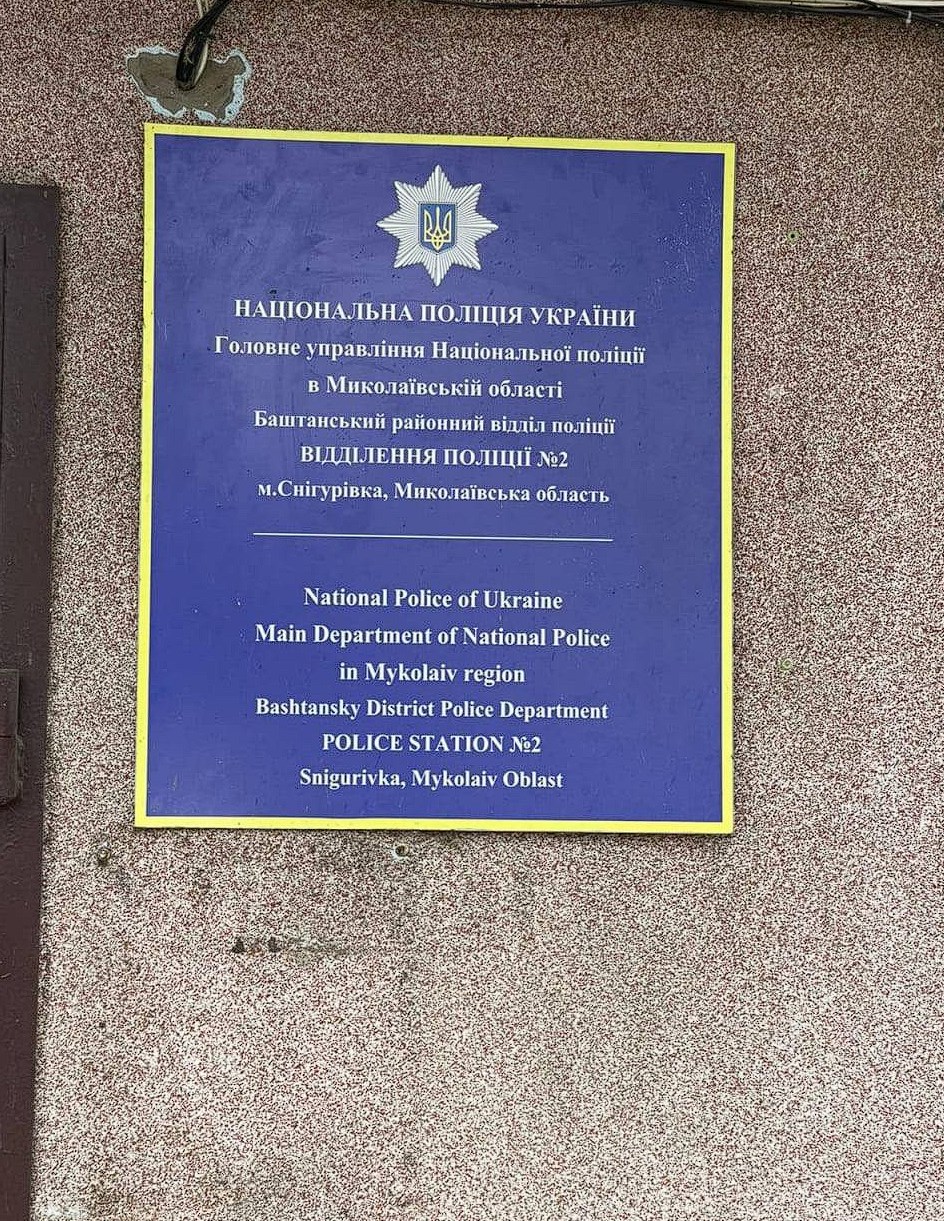 НАЦІОНАЛЬНА ПОЛІЦІЯ УКРАЇНИ
Головне управління Національної поліції
в Миколаївській області
Баштанський районний відділ поліції
ВІДДІЛЕННЯ ПОЛІЦІЇ №2
м.Снігурівка, Миколаївська область
National Police of Ukraine
Main Department of National Police
in Mykolaiv region
Bashtansky District Police Department
POLICE STATION №2
Snigurivka, Mykolaiv Oblast